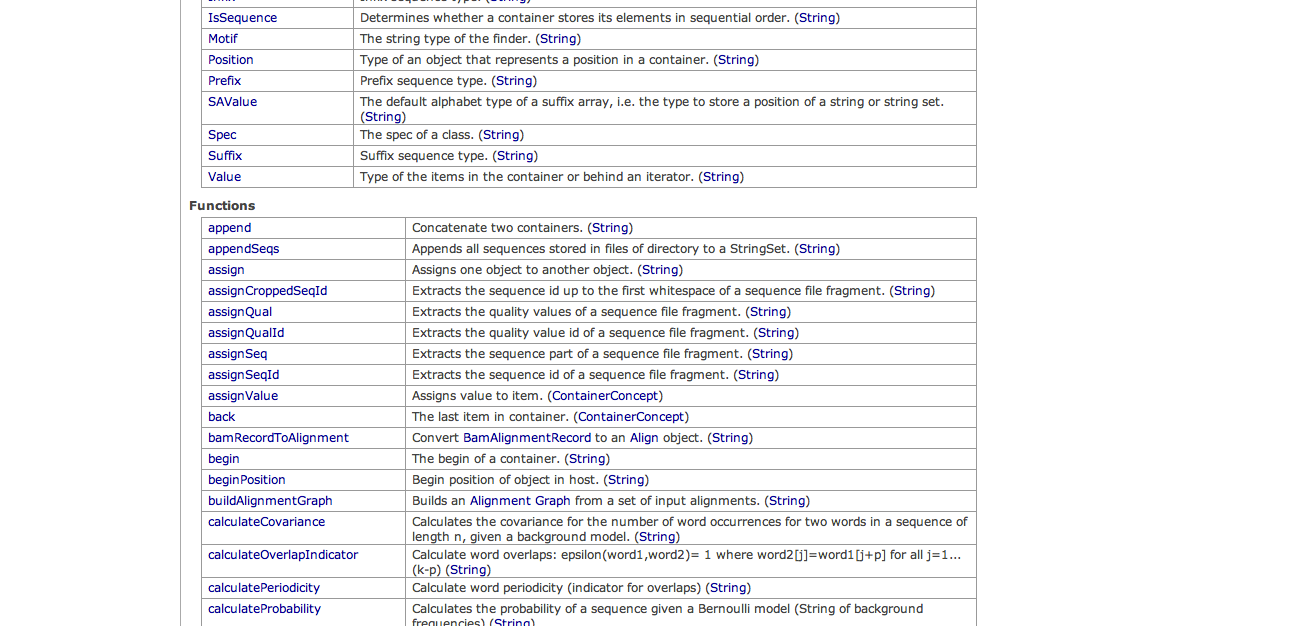 IsSequence Determines whether a container stores its elements in sequential order. (String)
Motif The string type of the finder. (String)
Position Type of an object that represents a position in a container. (String)
Prefix Prefix sequence type. (String)
SAValue The default alphabet type of a suffix array, i.e. the type to store a position of a string or string set.
(String)
Spec The spec of a class. (String)
Suffix Suffix sequence type. (String)
Value Type of the items in the container or behind an iterator. (String)
Functions
append Concatenate two containers. (String)
appendSeqs Appends all sequences stored in files of directory to a StringSet. (String)
assign Assigns one object to another object. (String)
assignCroppedSeqId Extracts the sequence id up to the first whitespace of a sequence file fragment. (String)
assignQual Extracts the quality values of a sequence file fragment. (String)
assignQualId Extracts the quality value id of a sequence file fragment. (String)
assignSeq Extracts the sequence part of a sequence file fragment. (String)
assignSeqId Extracts the sequence id of a sequence file fragment. (String)
assignValue Assigns value to item. (ContainerConcept)
back The last item in container. (ContainerConcept)
bamRecordToAlignment Convert BamAlignmentRecord to an Align object. (String)
begin The begin of a container. (String)
beginPosition Begin position of object in host. (String)
buildAlignmentGraph Builds an Alignment Graph from a set of input alignments. (String)
calculateCovariance Calculates the covariance for the number of word occurrences for two words in a sequence of
length n, given a background model. (String)
calculateOverlapIndicator Calculate word overlaps: epsilon(word1,word2)= 1 where word2[j]=word1[j+p] for all j=1...
(k-p) (String)
calculatePeriodicity Calculate word periodicity (indicator for overlaps) (String)
calculateProbability Calculates the probability of a sequence given a Bernoulli model (String of background
frequencies) (String)